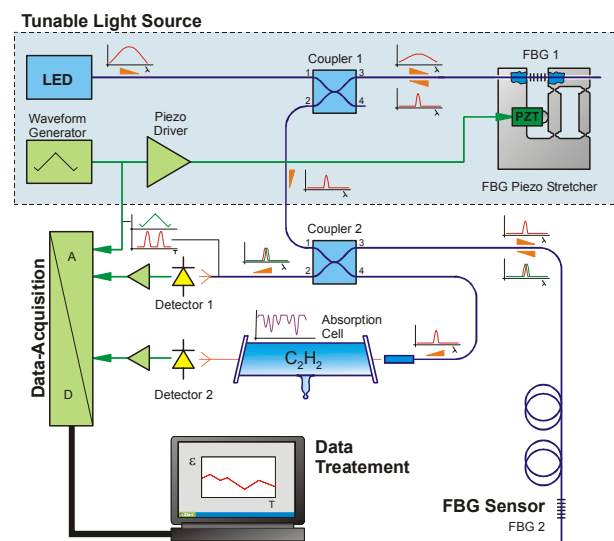 Tunable Light Source
LED
λ
Coupler 1
1
3
2
4
λ
λ
FBG 1
PZT
FBG Piezo Stretcher
Waveform
Generator
Piezo
Driver
λ
Data-Acquisition
A
D
T
Detector 1
λ
Coupler 2
1
3
2
4
λ
λ
Detector 2
Absorption
Cell
C₂H₂
λ
Data
Treatement
ε
T
FBG Sensor
FBG 2